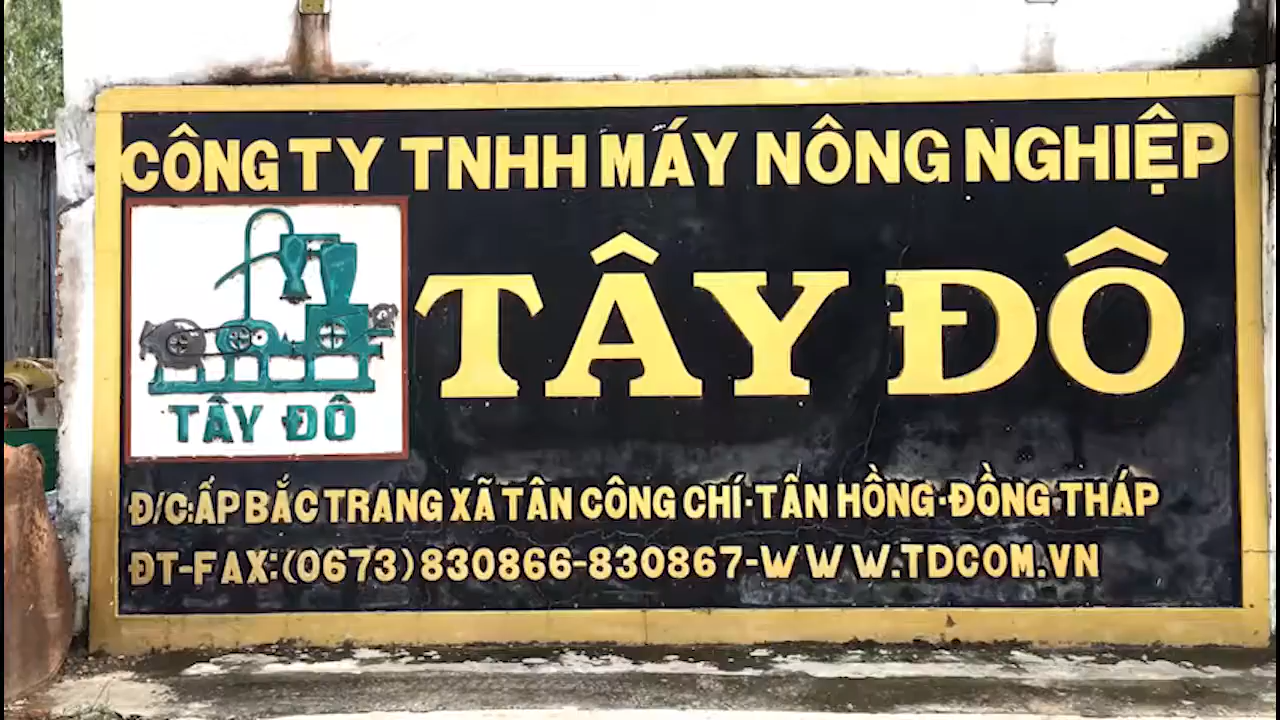 CÔNG TY TNHH MÁY NÔNG NGHIỆP
TÂY ĐÔ
TÂY ĐÔ
Đ/C:ẤP BẮC TRANG XÃ TÂN CÔNG CHÍ-TÂN HỒNG-ĐỒNG THÁP
ĐT-FAX:(0673)830866-830867-WWW.TDCOM.VN